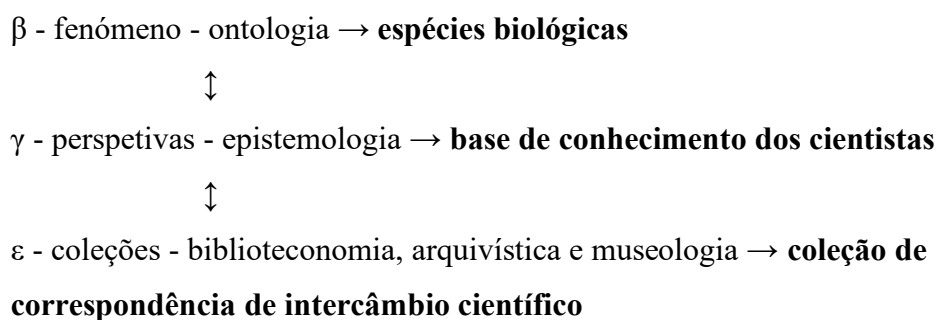 β - fenómeno - ontologia → espécies biológicas
↕
γ - perspetivas - epistemologia → base de conhecimento dos cientistas
↕
ε - coleções - biblioteconomia, arquivística e museologia → coleção de
correspondência de intercâmbio científico